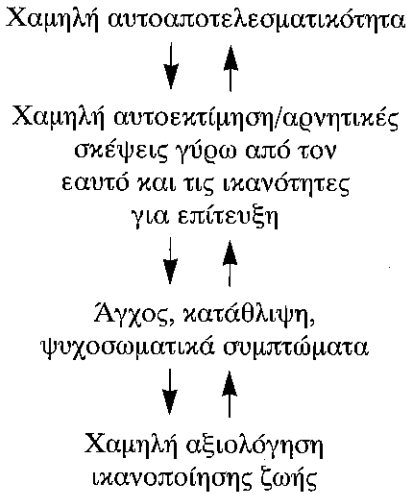 Χαμηλή αυτοαποτελεσματικότητα
Χαμηλή αυτοεκτίμηση/αρνητικές
σκέψεις γύρω από τον
εαυτό και τις ικανότητες
για επίτευξη
Άγχος, κατάθλιψη,
ψυχοσωματικά συμπτώματα
Χαμηλή αξιολόγηση
ικανοποίησης ζωής